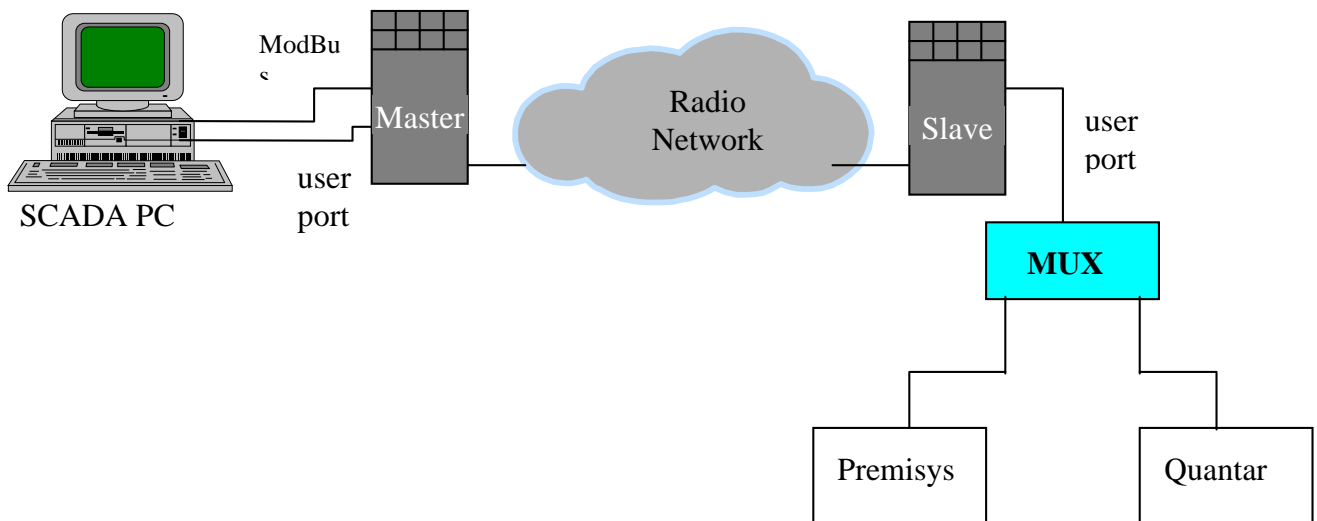 ModBu
s
Master
Radio
Network
Slave
user
port
user
port
SCADA PC
MUX
Premisys
Quantar